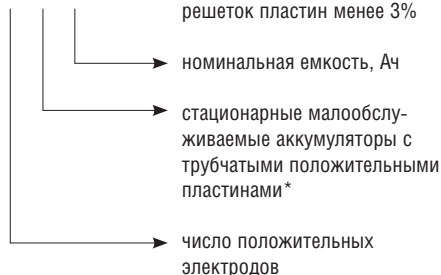 решеток пластин менее 3%
номинальная емкость, Ач
стационарные малообслу-
живаемые аккумуляторы с
трубчатыми положительными
пластинами*
число положительных
электродов